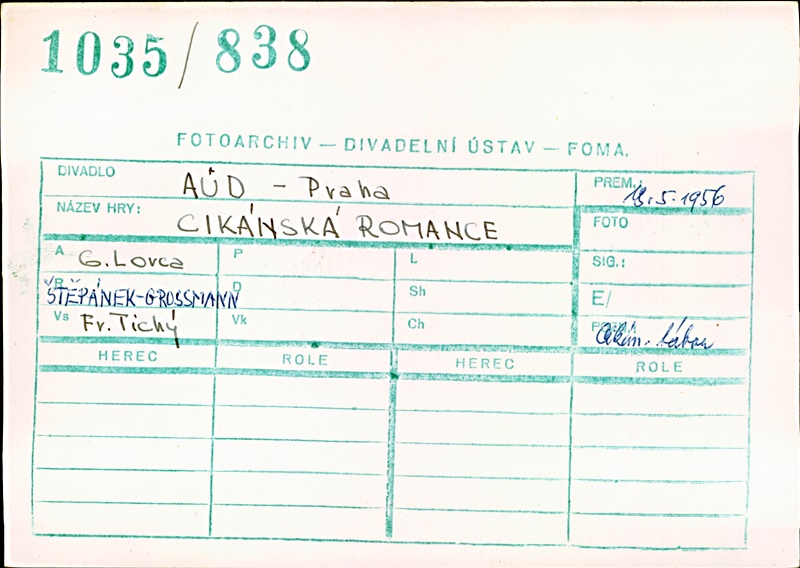 1035/838
FOTOARCHIV — DIVADELNÍ ÚSTAV — FOMA.
DIVADLO AÚD - Praha PREM.: 5-1956
NÁZEV HRY: CIKÁNSKÁ ROMANCE FOTO
A G. Lorca P L SIG.:
R ŠTĚPÁNEK-GROSSMANN D Sh E/
Vs Fr. Tichý Vk Ch
HEREC ROLE HEREC ROLE